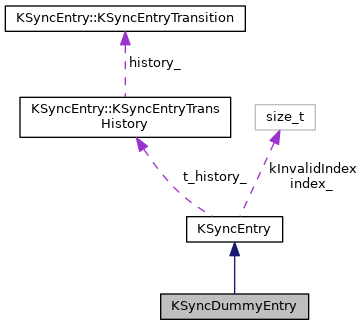 KSyncEntry::KSyncEntryTransition
history_
KSyncEntry::KSyncEntryTrans
History
size_t
t_history_
kInvalidIndex
index_
KSyncEntry
KSyncDummyEntry